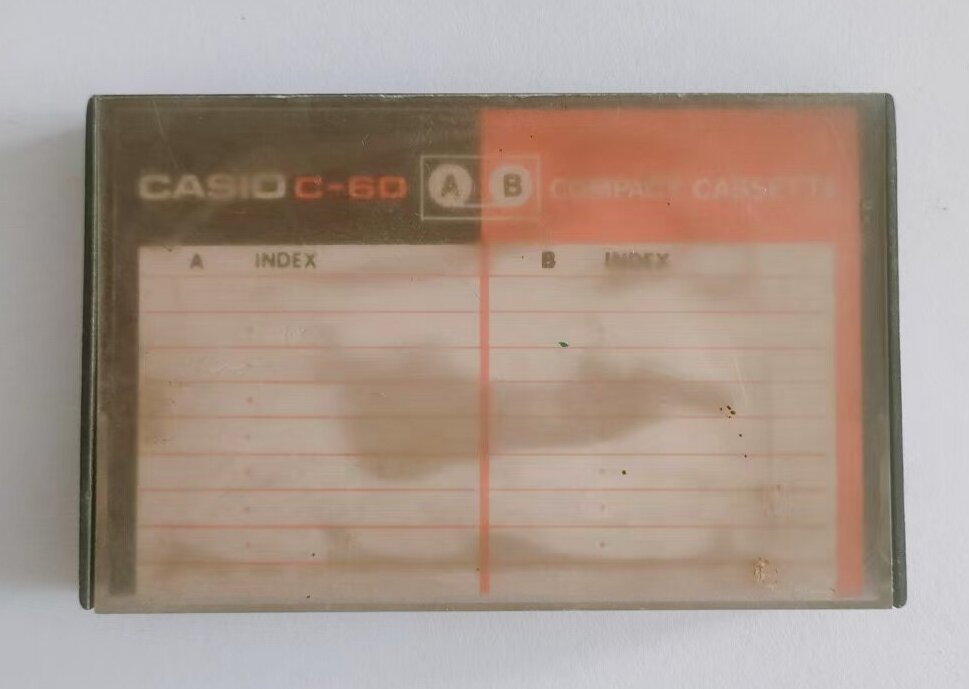 CASIO C-60 A B COMPACT CASSETTE
A INDEX B INDEX